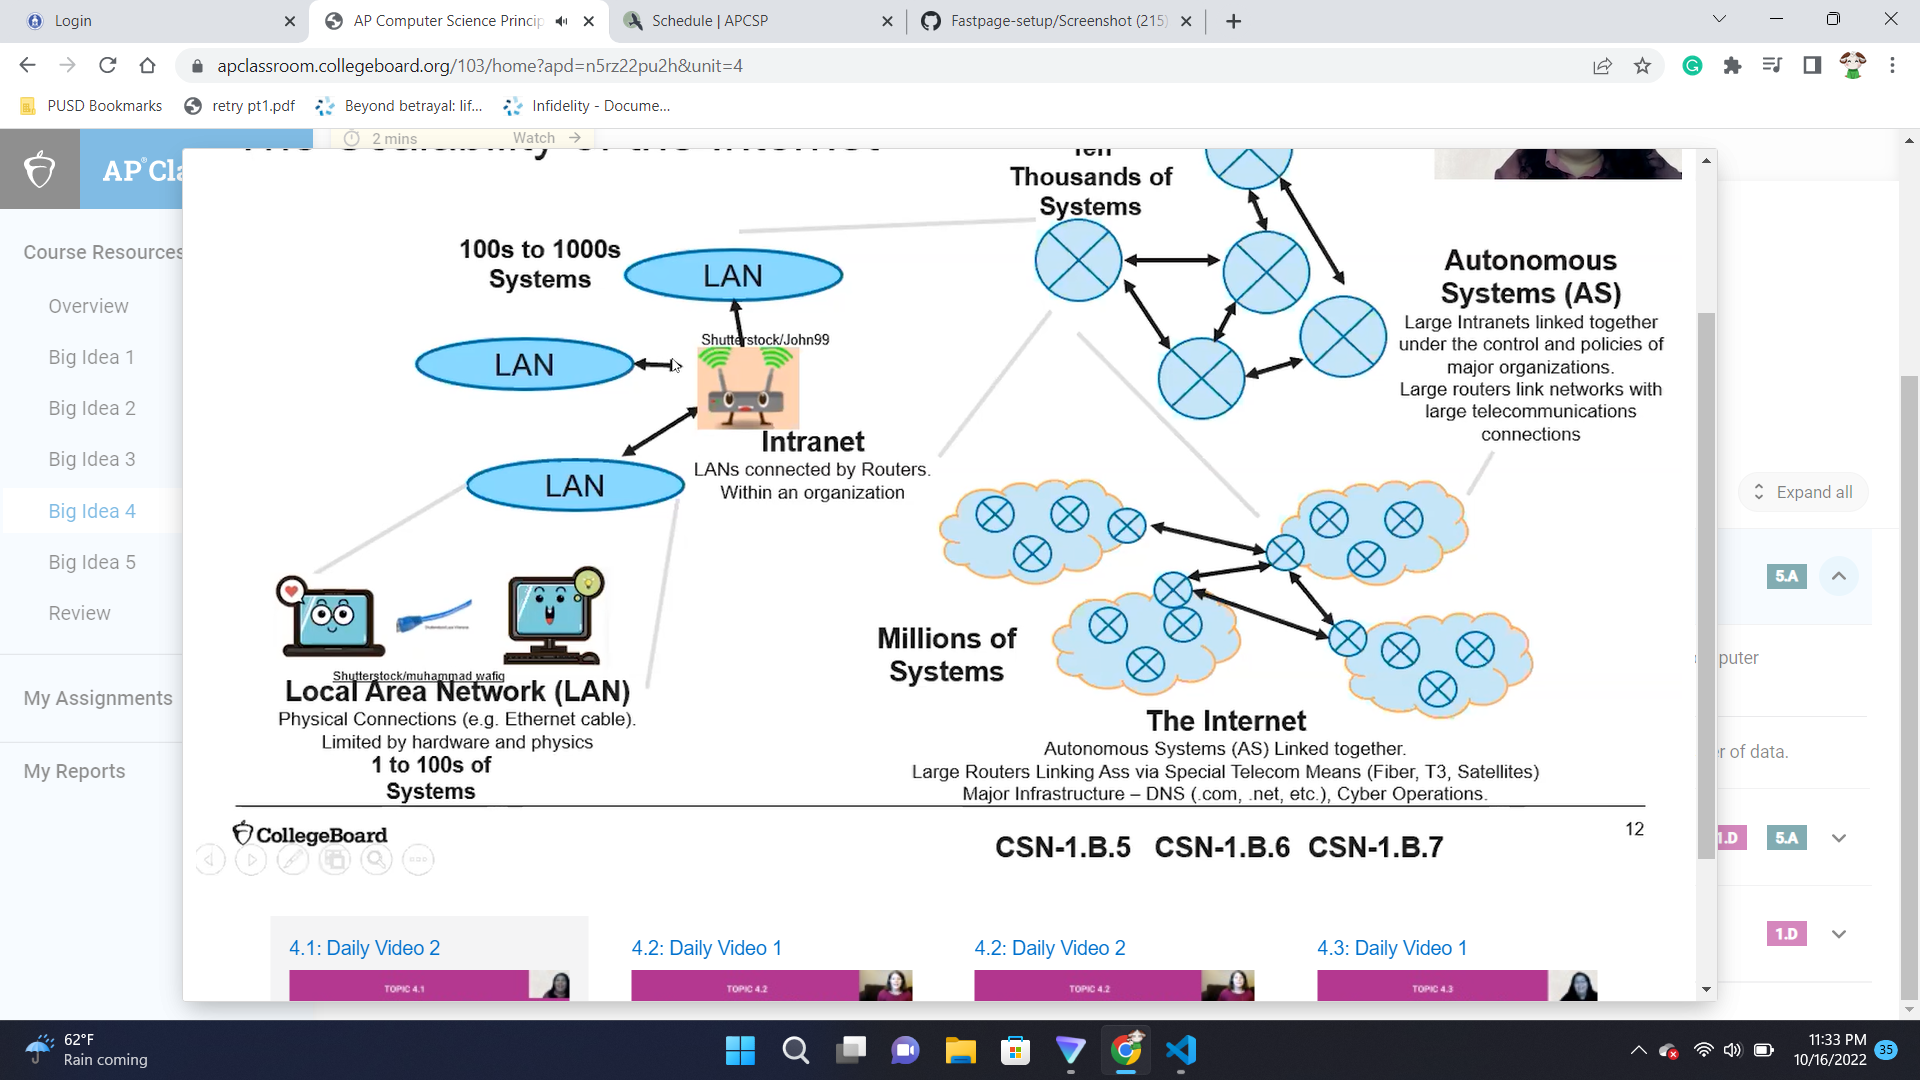 Login
AP Computer Science Princip
Schedule | APCSP
Fastpage-setup/Screenshot (215)
apclassroom.collegeboard.org/103/home?apd=n5rz22pu2h&unit=4
PUSD Bookmarks
retry pt1.pdf
Beyond betrayal: lif...
Infidelity - Docume...
2 mins
Watch
AP® Cla
Course Resources
Overview
Big Idea 1
Big Idea 2
Big Idea 3
Big Idea 4
Big Idea 5
Review
My Assignments
My Reports
The Scalability of the Internet
Ten
Thousands of
Systems
100s to 1000s
Systems
LAN
LAN
LAN
Shutterstock/John99
Intranet
LANs connected by Routers.
Within an organization
Autonomous
Systems (AS)
Large Intranets linked together
under the control and policies of
major organizations.
Large routers link networks with
large telecommunications
connections
Shutterstock/muhammad wafiq
Local Area Network (LAN)
Physical Connections (e.g. Ethernet cable).
Limited by hardware and physics
1 to 100s of
Systems
Millions of
Systems
The Internet
Autonomous Systems (AS) Linked together.
Large Routers Linking Ass via Special Telecom Means (Fiber, T3, Satellites)
Major Infrastructure – DNS (.com, .net, etc.), Cyber Operations.
CollegeBoard
12
CSN-1.B.5 CSN-1.B.6 CSN-1.B.7
4.1: Daily Video 2
4.2: Daily Video 1
4.2: Daily Video 2
4.3: Daily Video 1
TOPIC 4.1
TOPIC 4.2
TOPIC 4.2
TOPIC 4.3
Expand all
5.A
puter
r of data.
1.D
5.A
1.D
62°F
Rain coming
11:33 PM
10/16/2022
35